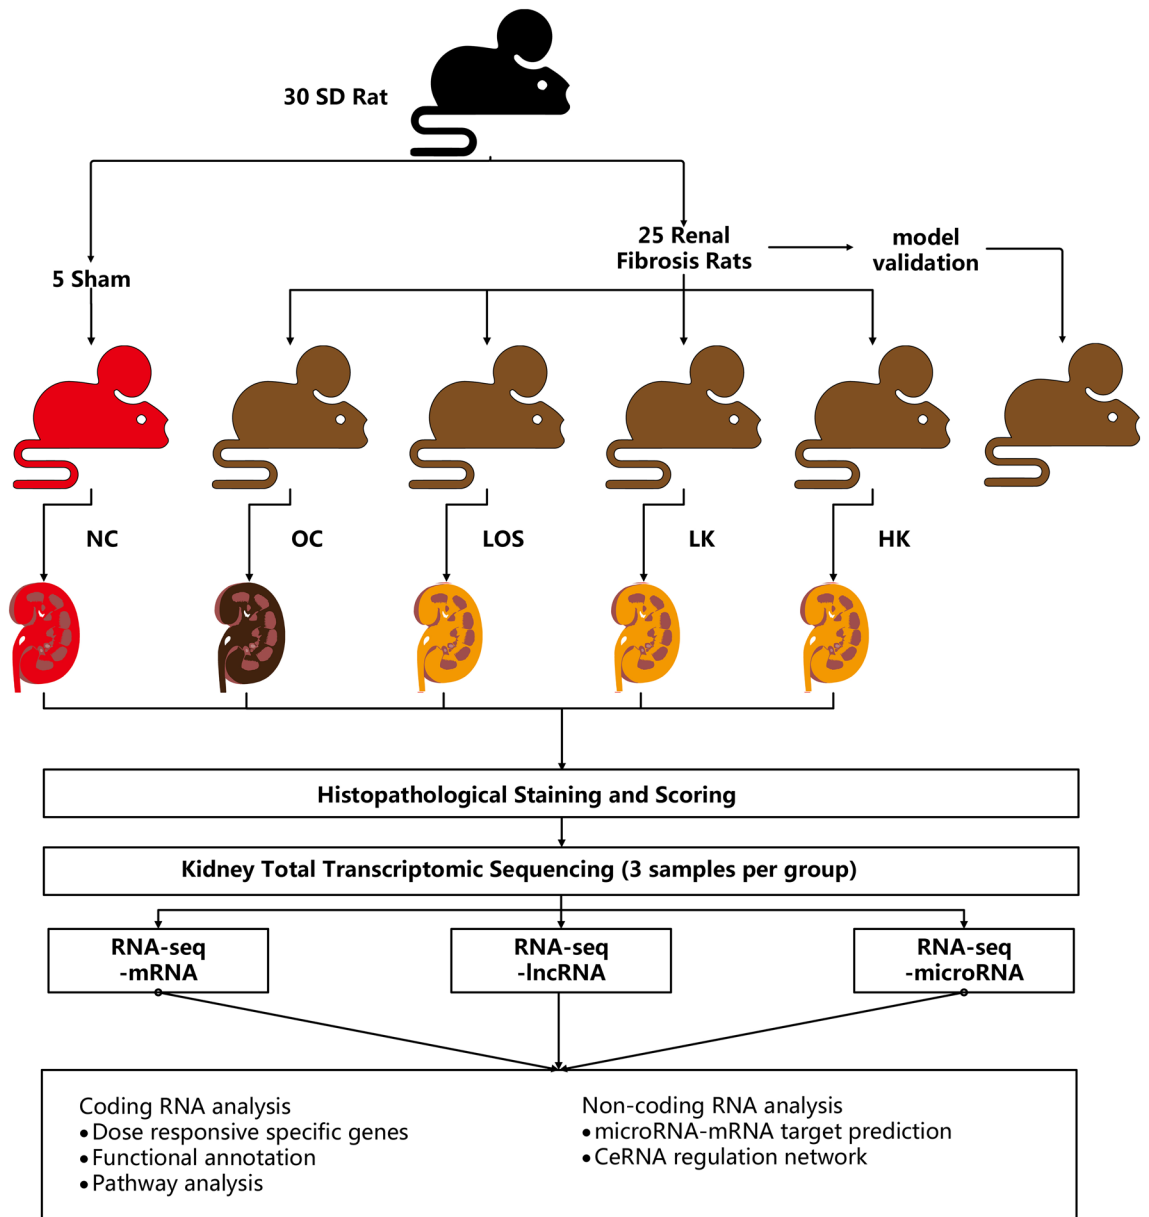 30 SD Rat
25 Renal
Fibrosis Rats
model
validation
5 Sham
NC
OC
LOS
LK
HK
Histopathological Staining and Scoring
Kidney Total Transcriptomic Sequencing (3 samples per group)
RNA-seq
-mRNA
RNA-seq
-lncRNA
RNA-seq
-microRNA
Coding RNA analysis
•Dose responsive specific genes
•Functional annotation
•Pathway analysis
Non-coding RNA analysis
•microRNA-mRNA target prediction
•CeRNA regulation network